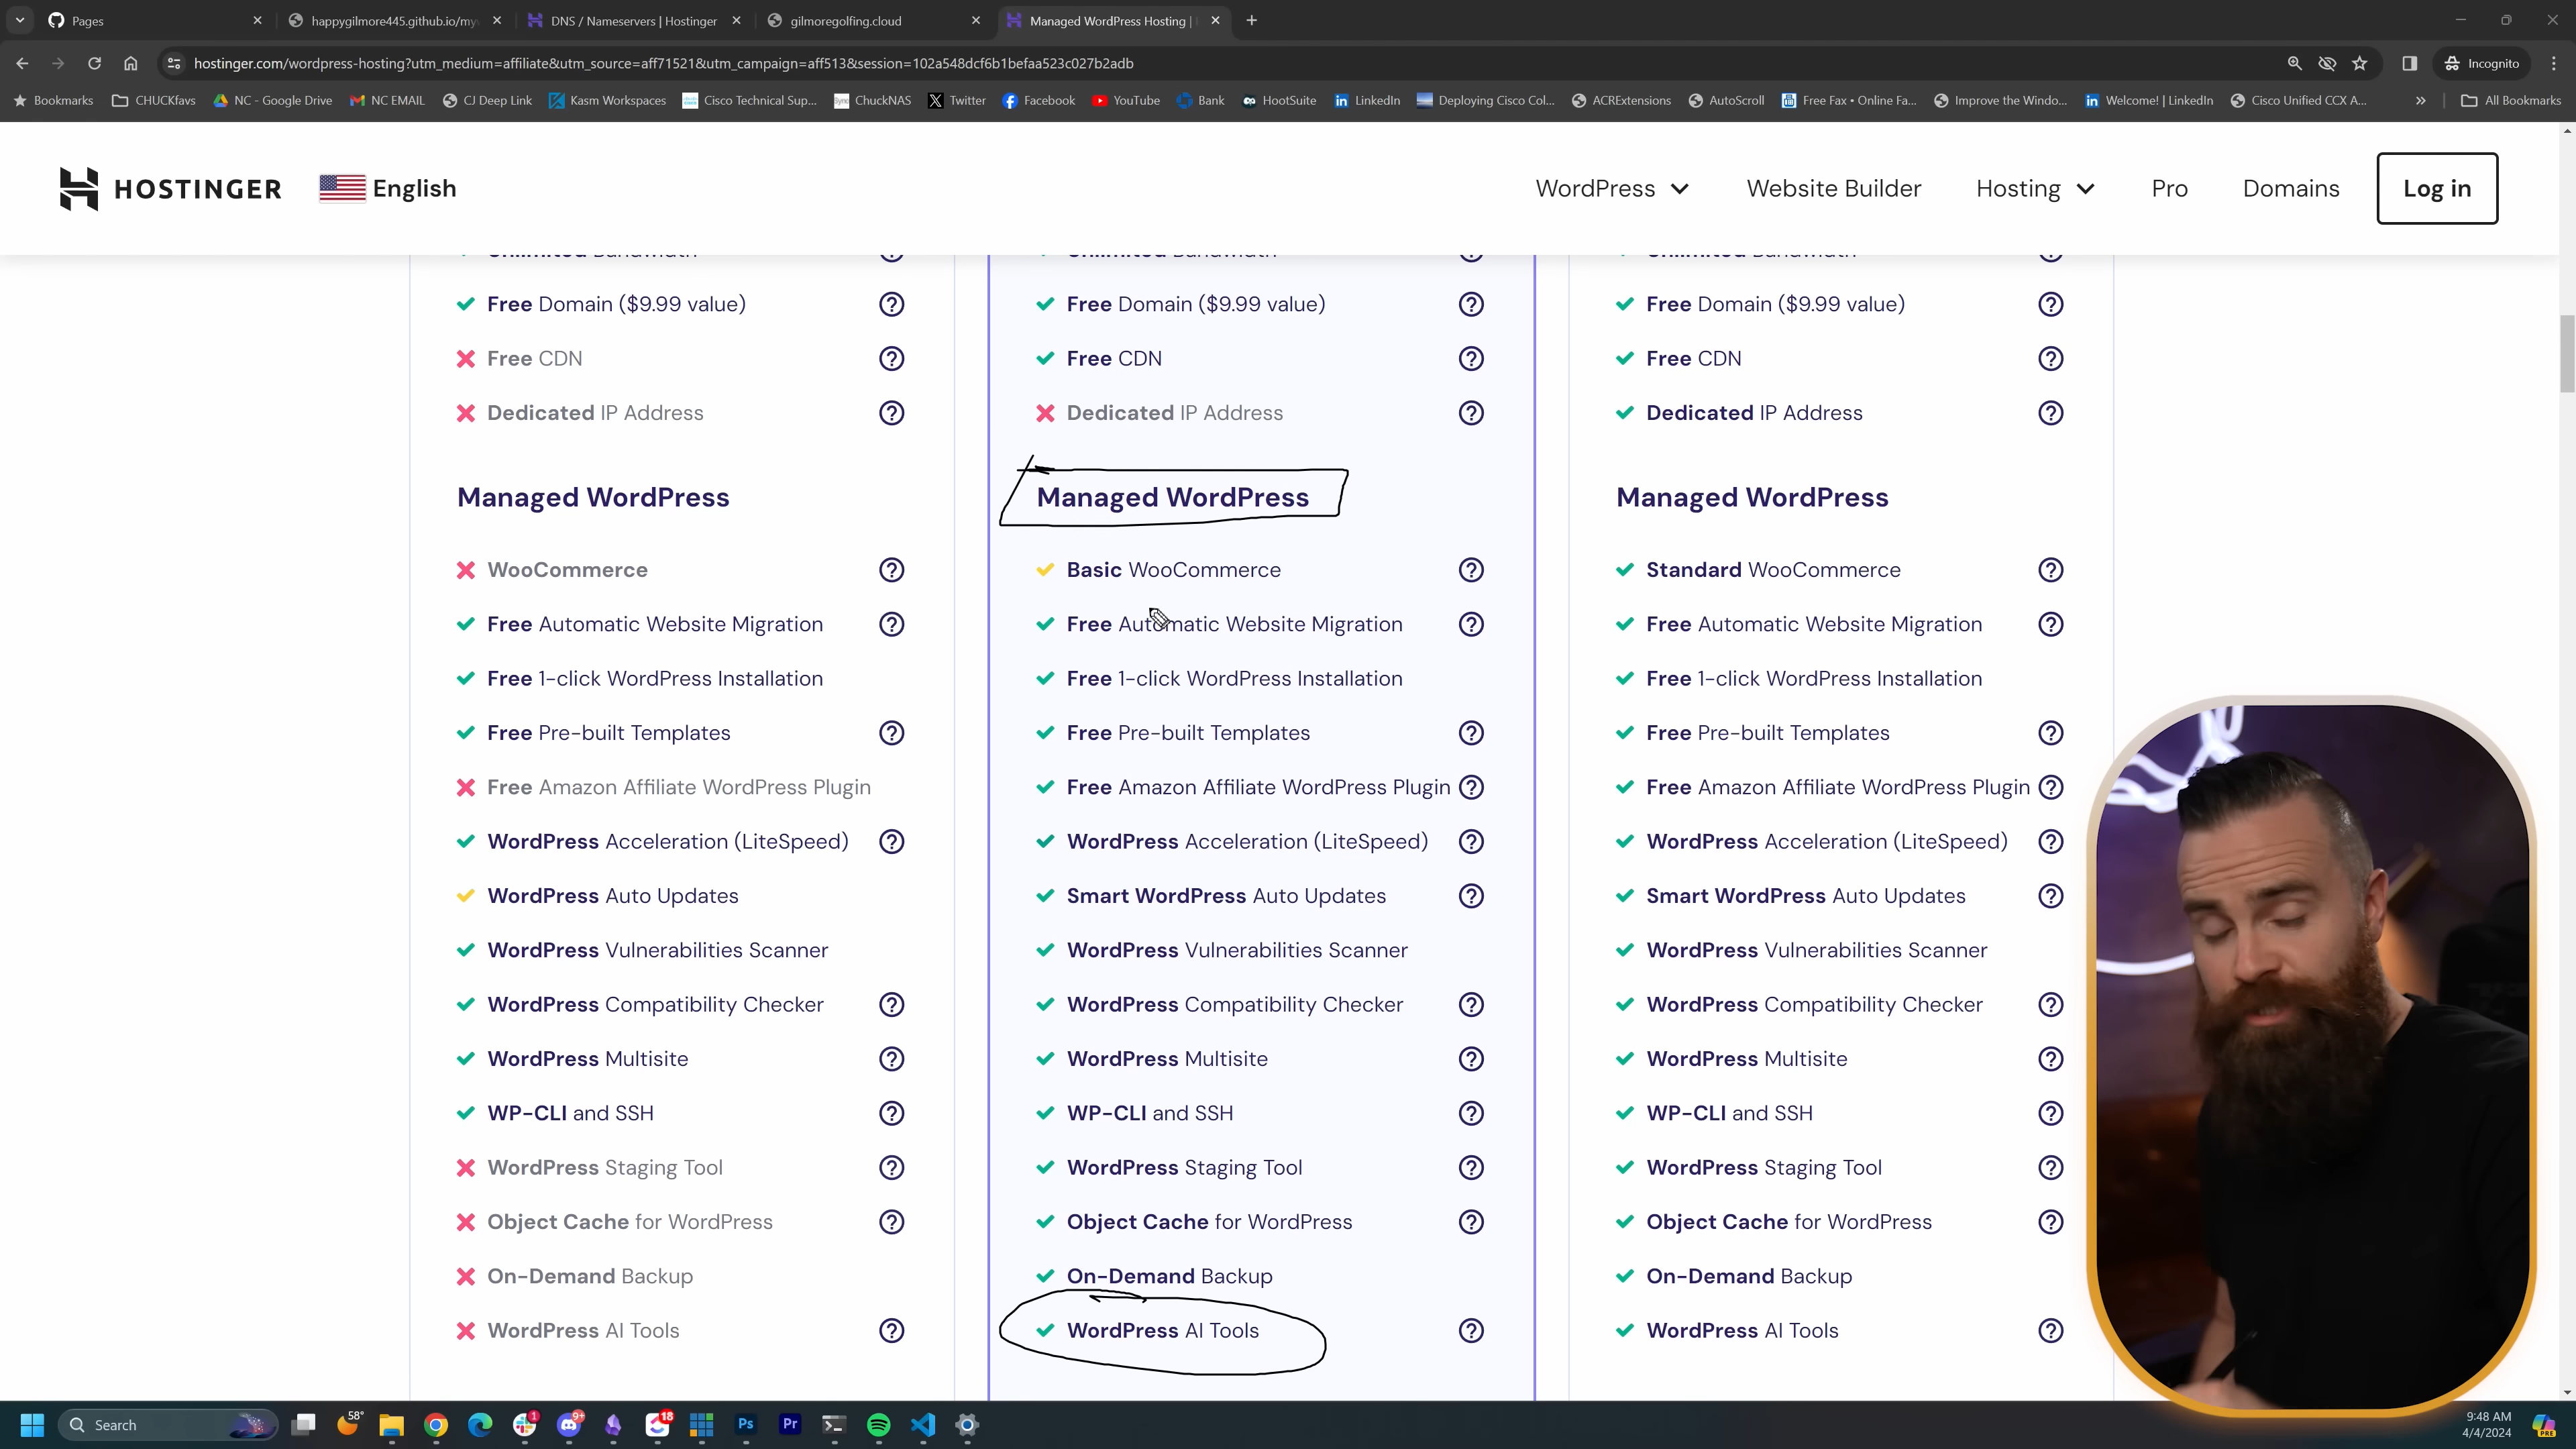 Pages
happygilmore445.github.io/my
DNS / Nameservers | Hostinger
gilmoregolfing.cloud
Managed WordPress Hosting |
hostinger.com/wordpress-hosting?utm_medium=affiliate&utm_source=aff71521&utm_campaign=aff513&session=102a548dcf6b1befaa523c027b2adb
Incognito
Bookmarks
CHUCKfavs
NC - Google Drive
NC EMAIL
CJ Deep Link
Kasm Workspaces
Cisco Technical Sup...
ChuckNAS
Twitter
Facebook
YouTube
Bank
HootSuite
LinkedIn
Deploying Cisco Col...
ACRExtensions
AutoScroll
Free Fax • Online Fa...
Improve the Windo...
Welcome! | LinkedIn
Cisco Unified CCX A...
All Bookmarks
HOSTINGER
English
WordPress
Website Builder
Hosting
Pro
Domains
Log in
Unlimited Bandwidth
Free Domain ($9.99 value)
Free CDN
Dedicated IP Address
Managed WordPress
WooCommerce
Free Automatic Website Migration
Free 1-click WordPress Installation
Free Pre-built Templates
Free Amazon Affiliate WordPress Plugin
WordPress Acceleration (LiteSpeed)
WordPress Auto Updates
WordPress Vulnerabilities Scanner
WordPress Compatibility Checker
WordPress Multisite
WP-CLI and SSH
WordPress Staging Tool
Object Cache for WordPress
On-Demand Backup
WordPress AI Tools
Unlimited Bandwidth
Free Domain ($9.99 value)
Free CDN
Dedicated IP Address
Managed WordPress
Basic WooCommerce
Free Automatic Website Migration
Free 1-click WordPress Installation
Free Pre-built Templates
Free Amazon Affiliate WordPress Plugin
WordPress Acceleration (LiteSpeed)
Smart WordPress Auto Updates
WordPress Vulnerabilities Scanner
WordPress Compatibility Checker
WordPress Multisite
WP-CLI and SSH
WordPress Staging Tool
Object Cache for WordPress
On-Demand Backup
WordPress AI Tools
Unlimited Bandwidth
Free Domain ($9.99 value)
Free CDN
Dedicated IP Address
Managed WordPress
Standard WooCommerce
Free Automatic Website Migration
Free 1-click WordPress Installation
Free Pre-built Templates
Free Amazon Affiliate WordPress Plugin
WordPress Acceleration (LiteSpeed)
Smart WordPress Auto Updates
WordPress Vulnerabilities Scanner
WordPress Compatibility Checker
WordPress Multisite
WP-CLI and SSH
WordPress Staging Tool
Object Cache for WordPress
On-Demand Backup
WordPress AI Tools
Search
58°
1
9+
18
Ps
Pr
9:48 AM
4/4/2024
PRE